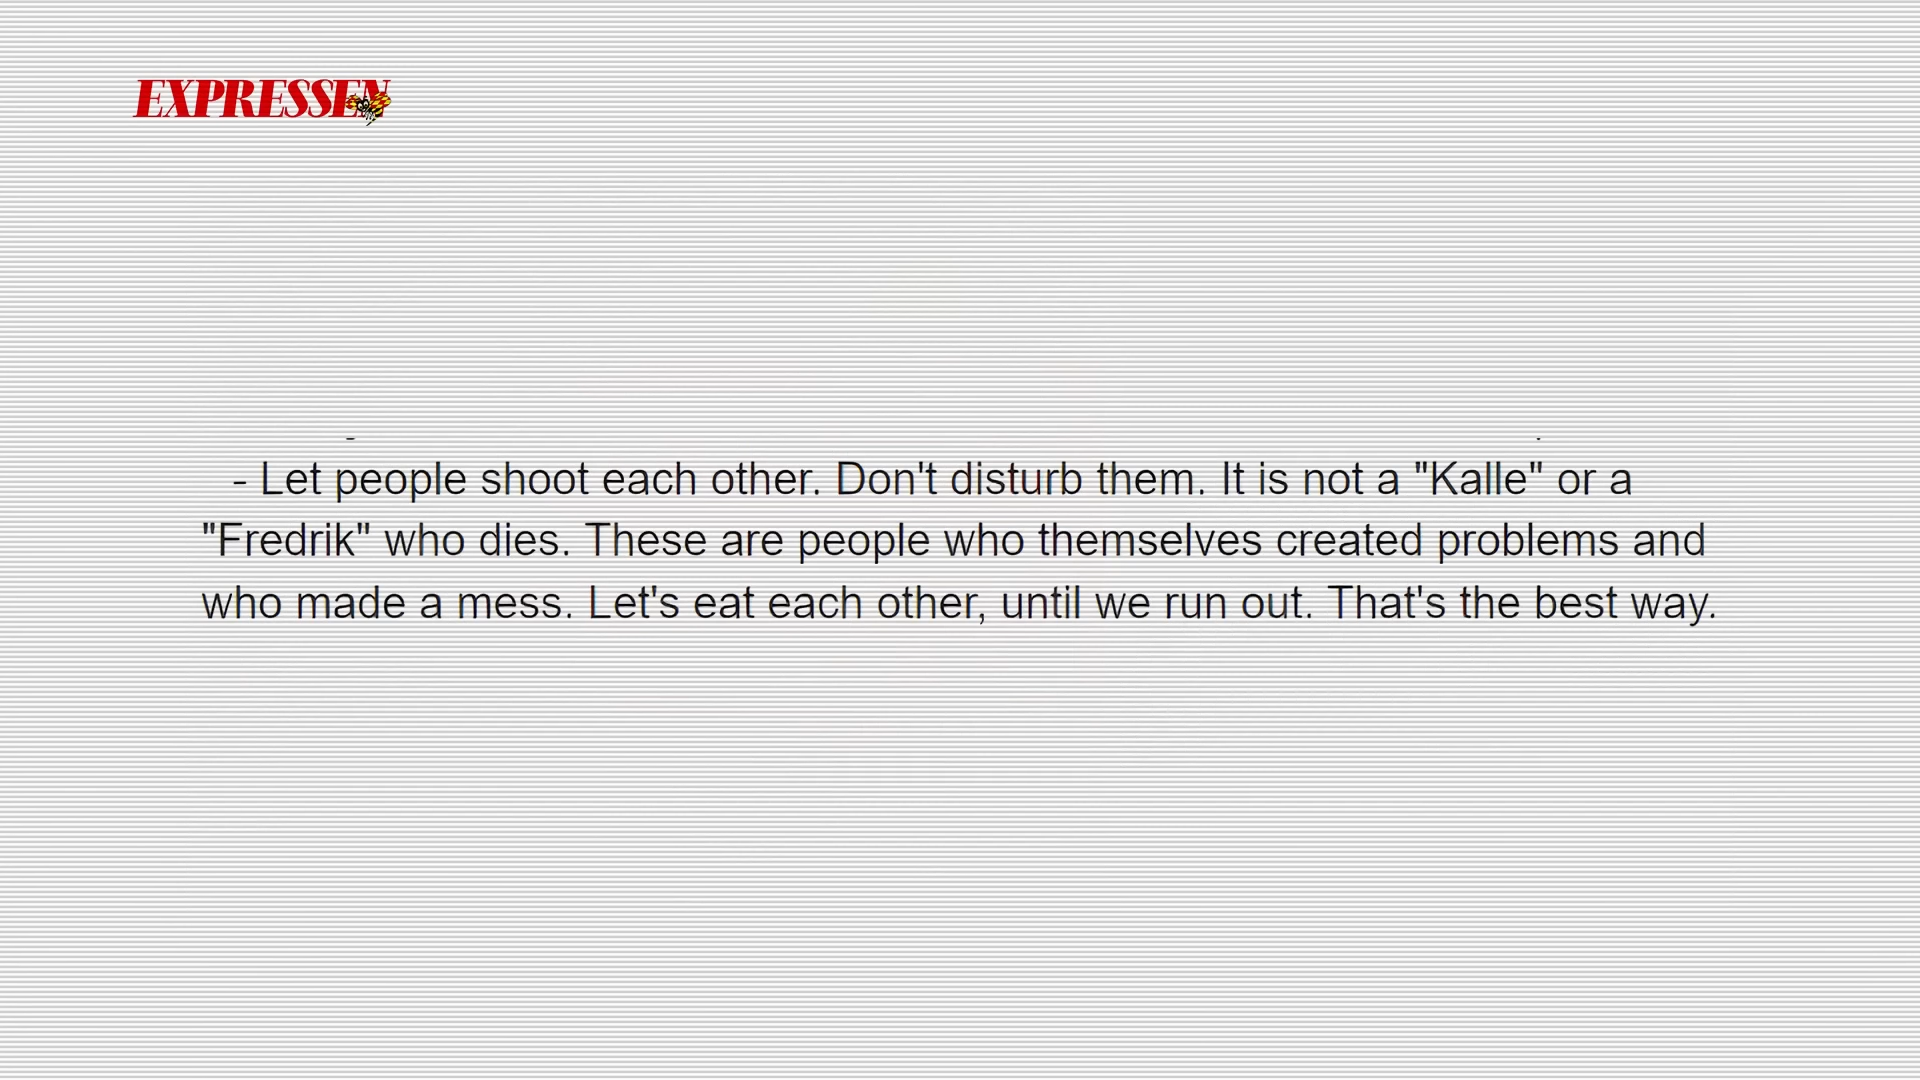 EXPRESSEN
- Let people shoot each other. Don't disturb them. It is not a "Kalle" or a
"Fredrik" who dies. These are people who themselves created problems and
who made a mess. Let's eat each other, until we run out. That's the best way.